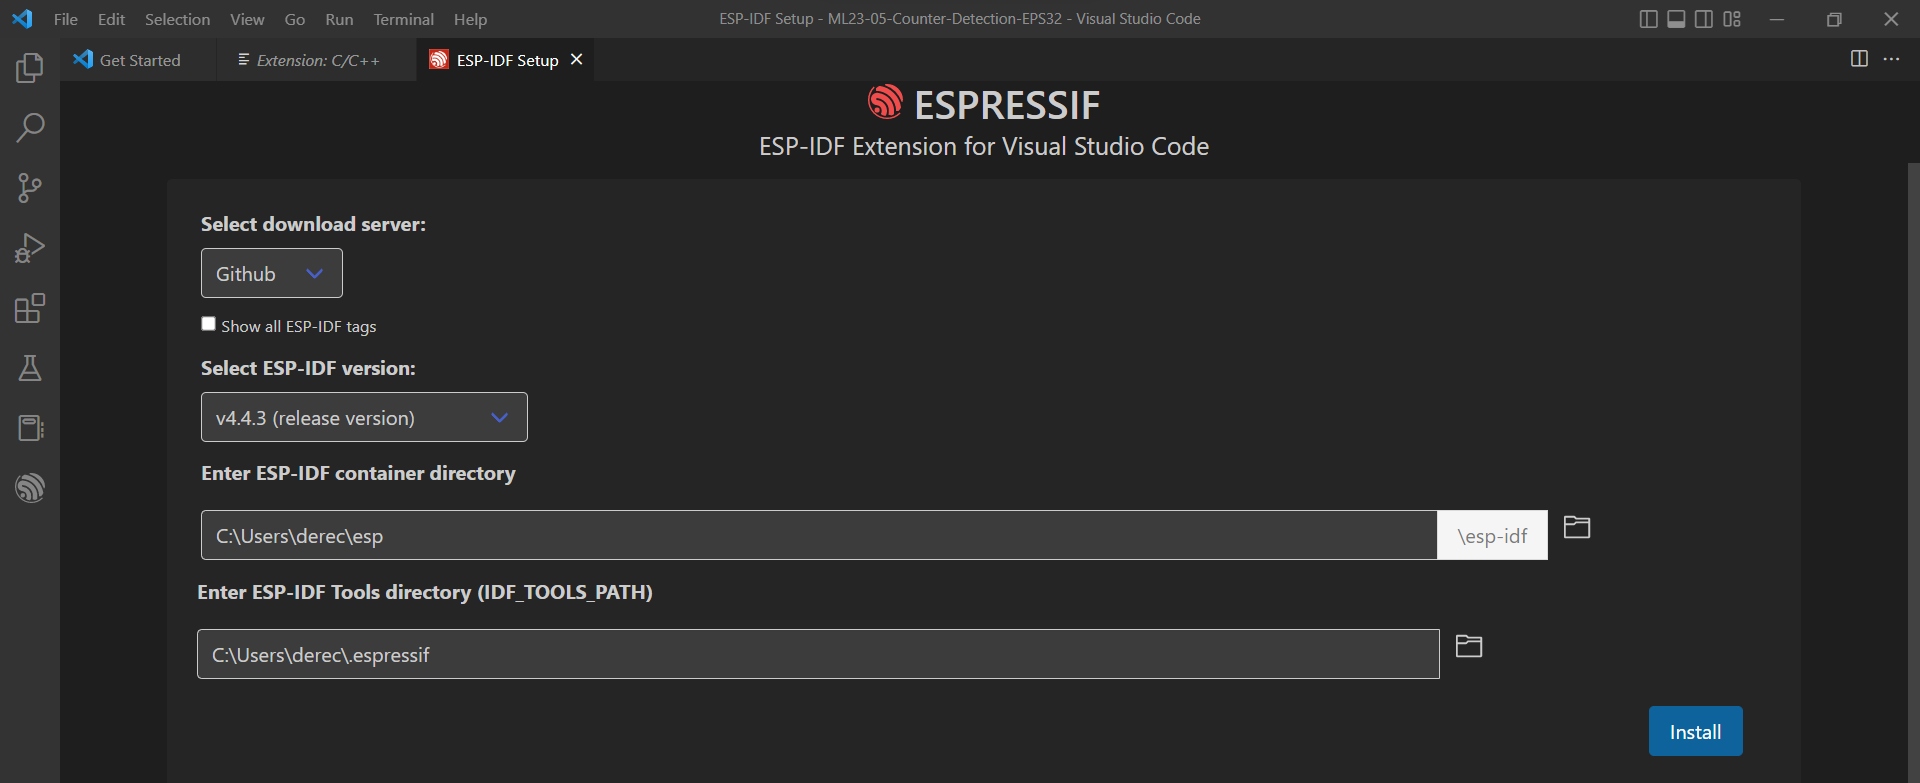 File Edit Selection View Go Run Terminal Help
ESP-IDF Setup - ML23-05-Counter-Detection-EPS32 - Visual Studio Code
Get Started
Extension: C/C++
ESP-IDF Setup
ESPRESSIF
ESP-IDF Extension for Visual Studio Code
Select download server:
Github
Show all ESP-IDF tags
Select ESP-IDF version:
v4.4.3 (release version)
Enter ESP-IDF container directory
C:\Users\derec\esp
\esp-idf
Enter ESP-IDF Tools directory (IDF_TOOLS_PATH)
C:\Users\derec\.espressif
Install